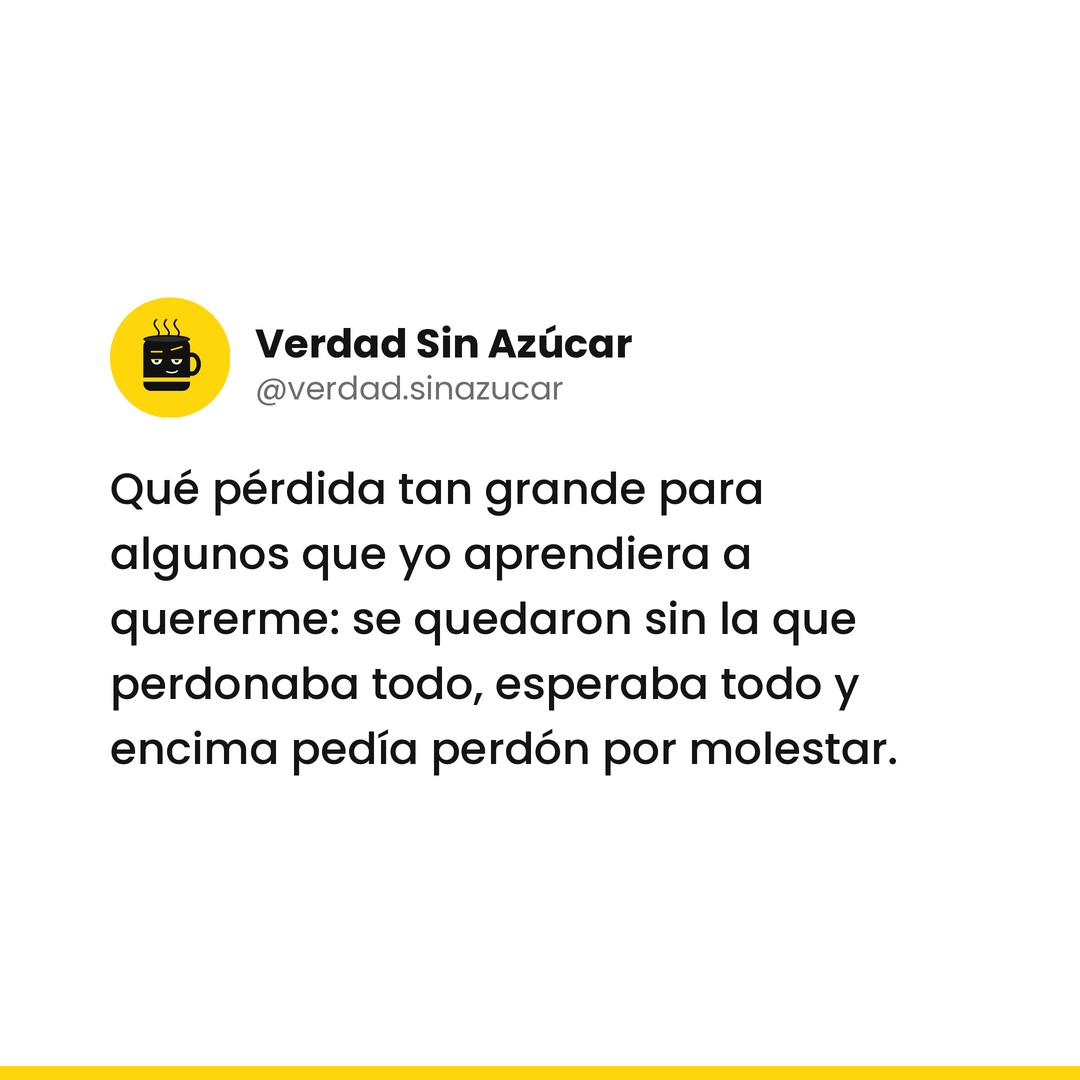 Verdad Sin Azúcar
@verdad.sinazucar
Qué pérdida tan grande para
algunos que yo aprendiera a
quererme: se quedaron sin la que
perdonaba todo, esperaba todo y
encima pedía perdón por molestar.